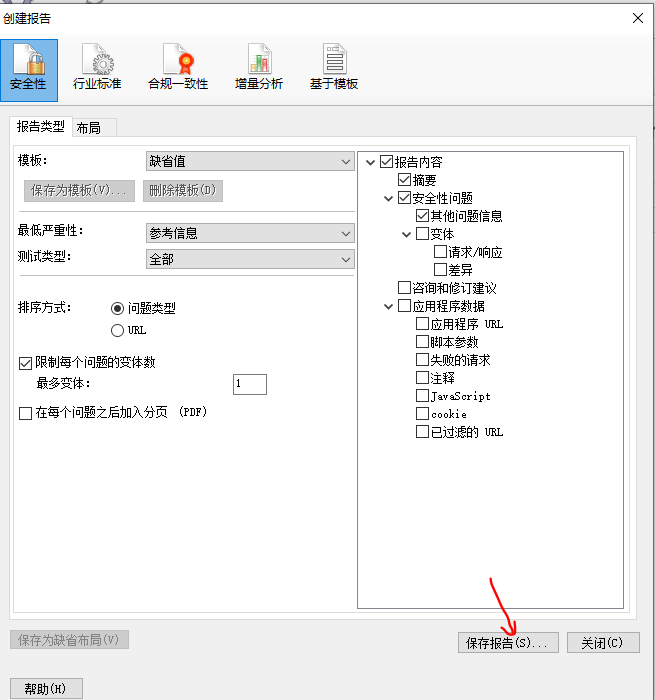 创建报告
安全性 行业标准 合规一致性 增量分析 基于模板
报告类型 布局
模板: 缺省值
保存为模板(V)... 删除模板(D)
最低严重性: 参考信息
测试类型: 全部
排序方式: 问题类型
URL
限制每个问题的变体数
最多变体: 1
在每个问题之后加入分页 (PDF)
报告内容
摘要
安全性问题
其他问题信息
变体
请求/响应
差异
咨询和修订建议
应用程序数据
应用程序 URL
脚本参数
失败的请求
注释
JavaScript
cookie
已过滤的 URL
保存为缺省布局(V)
保存报告(S)... 关闭(C)
帮助(H)